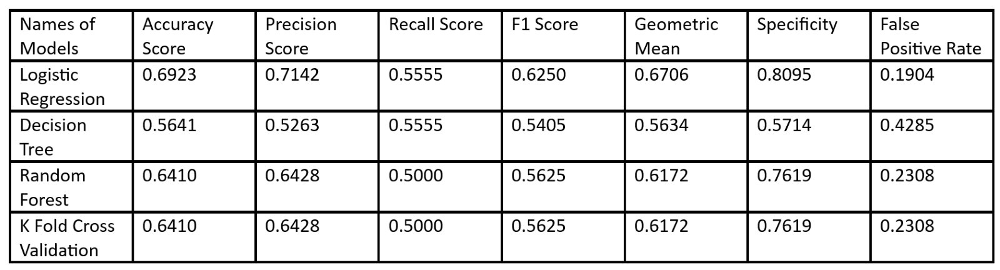 Names of Models | Accuracy Score | Precision Score | Recall Score | F1 Score | Geometric Mean | Specificity | False Positive Rate
Logistic Regression | 0.6923 | 0.7142 | 0.5555 | 0.6250 | 0.6706 | 0.8095 | 0.1904
Decision Tree | 0.5641 | 0.5263 | 0.5555 | 0.5405 | 0.5634 | 0.5714 | 0.4285
Random Forest | 0.6410 | 0.6428 | 0.5000 | 0.5625 | 0.6172 | 0.7619 | 0.2308
K Fold Cross Validation | 0.6410 | 0.6428 | 0.5000 | 0.5625 | 0.6172 | 0.7619 | 0.2308